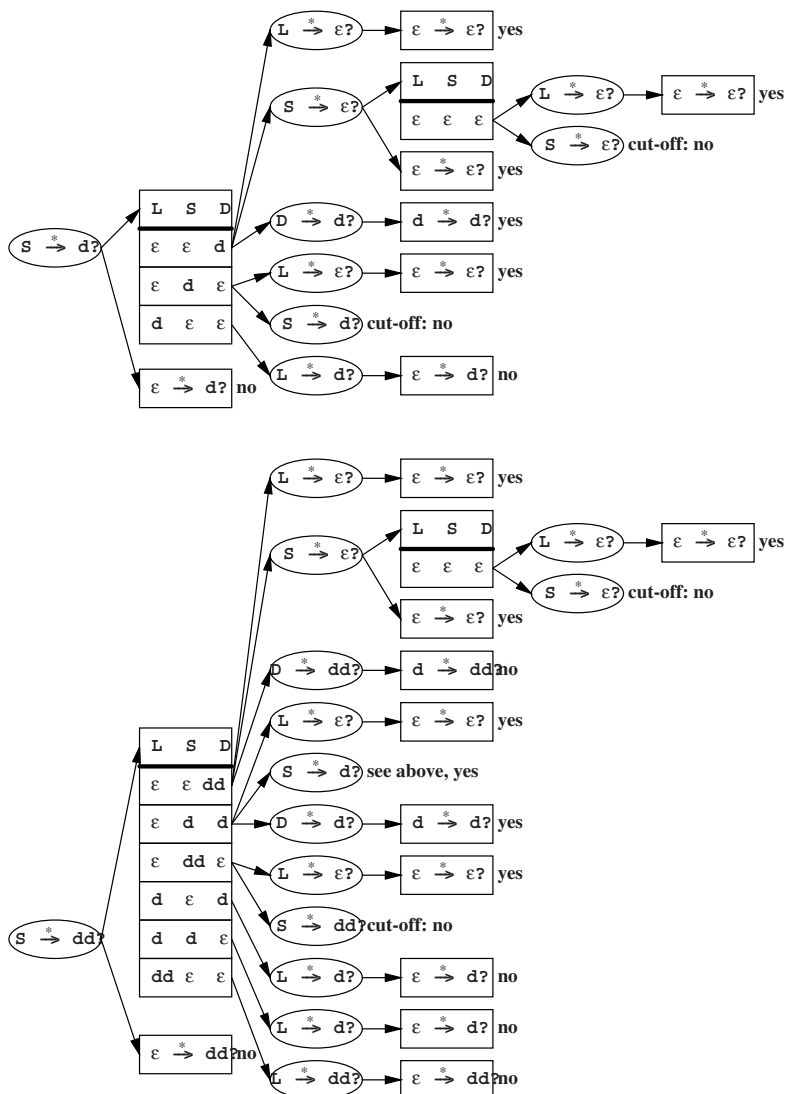 L →* ε? ε →* ε? yes
L S D
L →* ε? ε →* ε? yes
S →* ε?
ε ε ε
S →* ε? cut-off: no
ε →* ε? yes
L S D
D →* d? d →* d? yes
S →* d?
ε ε d
L →* ε? ε →* ε? yes
ε d ε
d ε ε
S →* d? cut-off: no
ε →* d? no
L →* d? ε →* d? no
L →* ε? ε →* ε? yes
L S D
L →* ε? ε →* ε? yes
S →* ε?
ε ε ε
S →* ε? cut-off: no
ε →* ε? yes
D →* dd? d →* dd? no
L →* ε? ε →* ε? yes
L S D
S →* d? see above, yes
ε ε dd
ε d d
D →* d? d →* d? yes
ε dd ε
L →* ε? ε →* ε? yes
d ε d
S →* dd? cut-off: no
S →* dd?
d d ε
L →* d? ε →* d? no
dd ε ε
L →* d? ε →* d? no
ε →* dd? no
L →* dd? ε →* dd? no